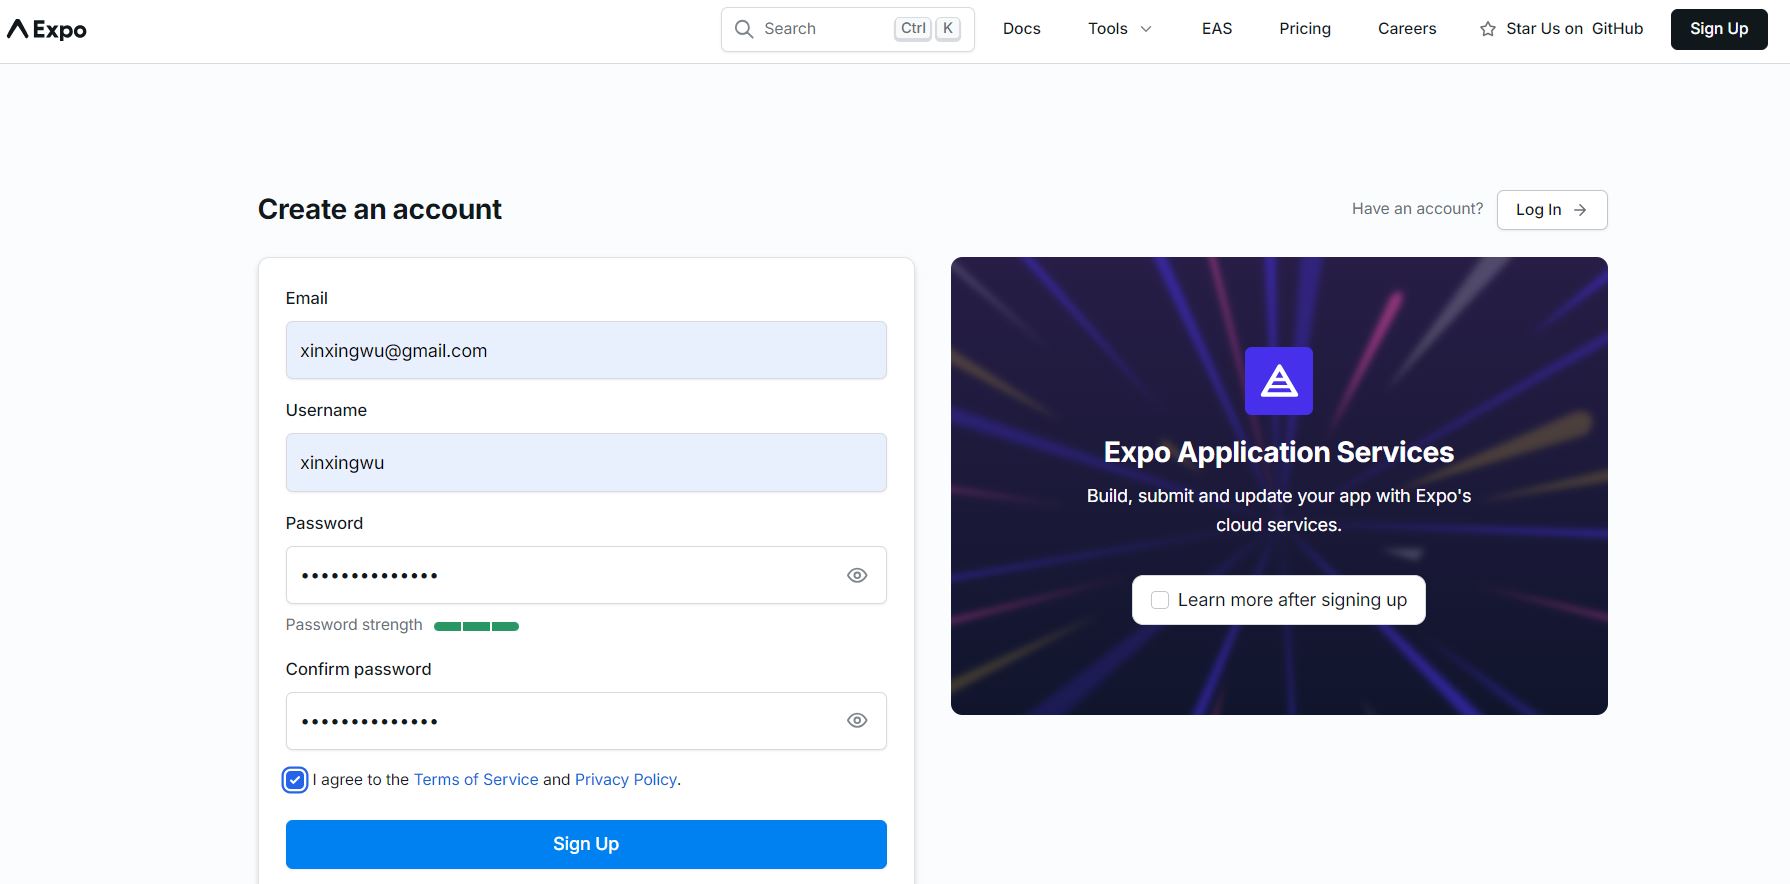 Expo
Search Ctrl K Docs Tools EAS Pricing Careers Star Us on GitHub Sign Up
Create an account
Have an account? Log In
Email
xinxingwu@gmail.com
Username
xinxingwu
Password
••••••••••••••
Password strength
Confirm password
••••••••••••••
I agree to the Terms of Service and Privacy Policy.
Sign Up
Expo Application Services
Build, submit and update your app with Expo's
cloud services.
Learn more after signing up